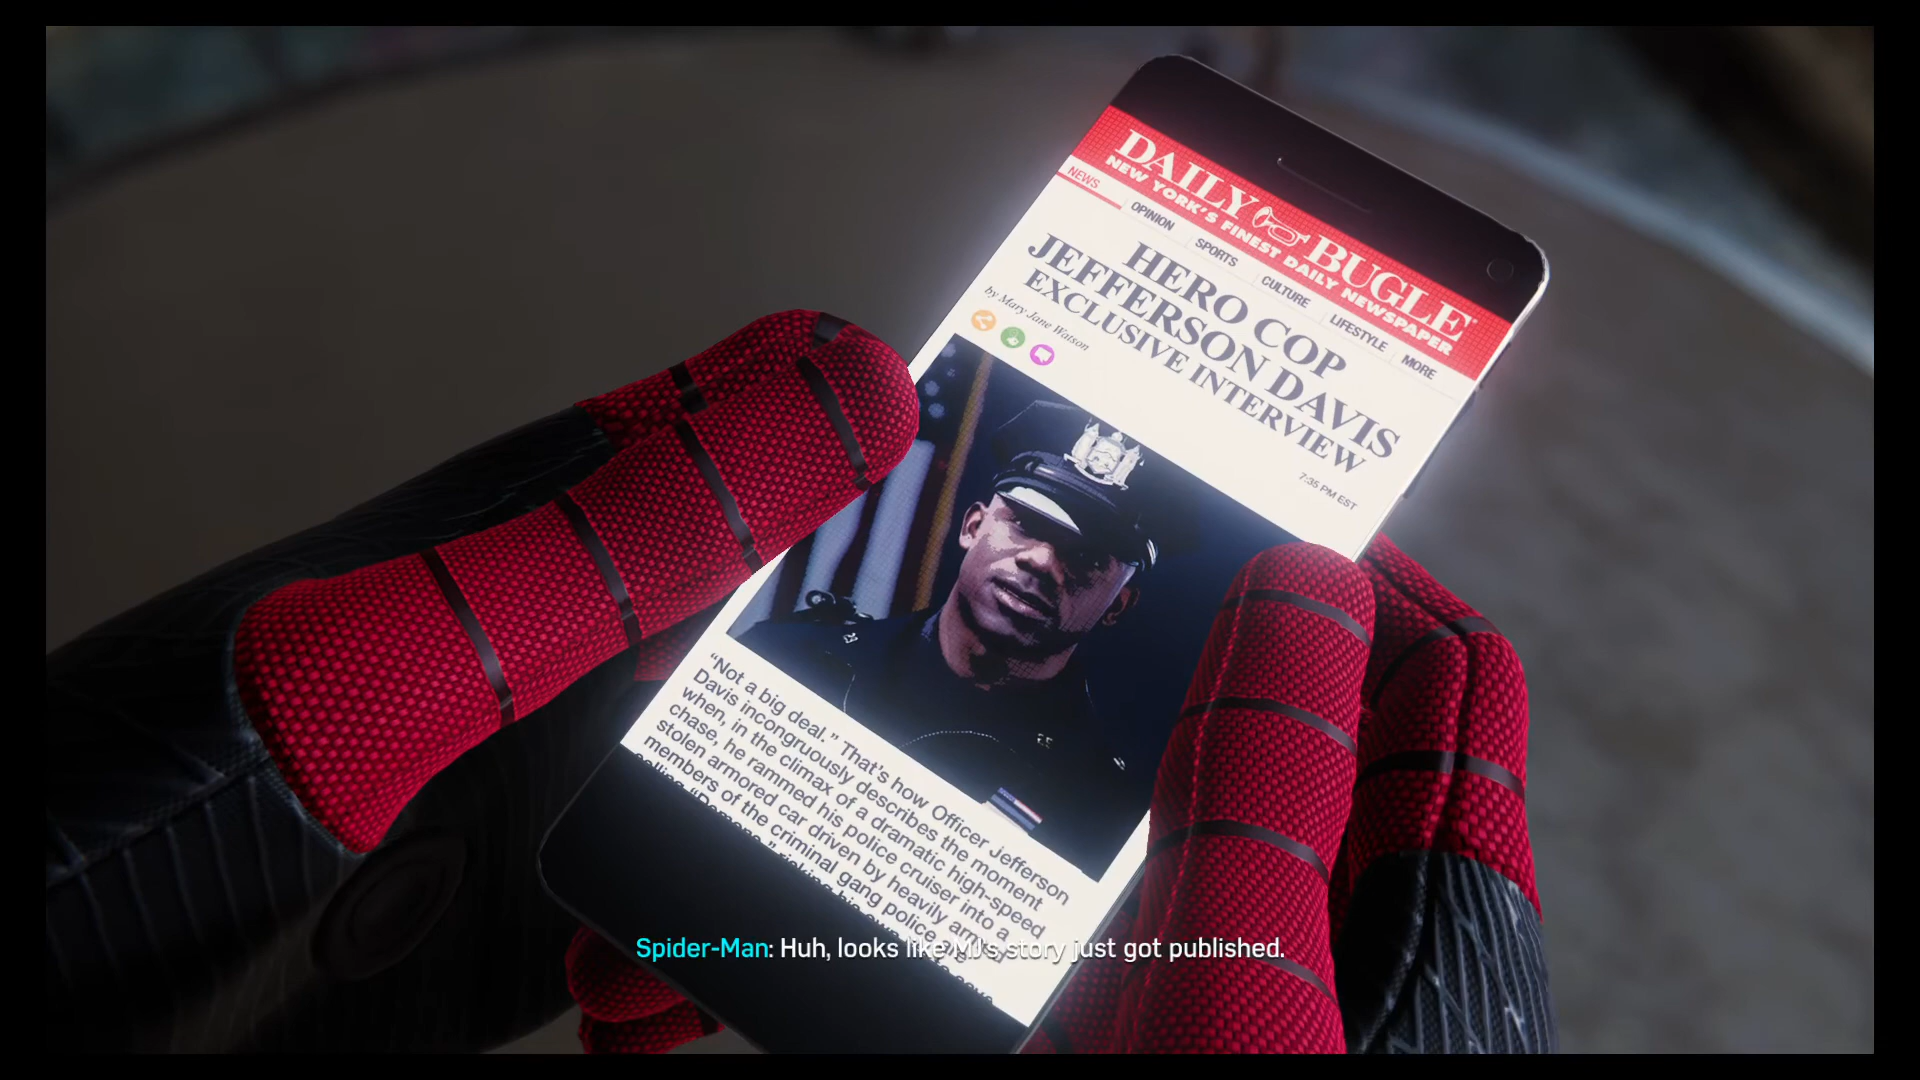 DAILY BUGLE
NEW YORK'S FINEST DAILY NEWSPAPER
NEWS OPINION SPORTS CULTURE LIFESTYLE MORE
HERO COP
JEFFERSON DAVIS
EXCLUSIVE INTERVIEW
by Mary Jane Watson
7:35 PM EST
“Not a big deal.” That's how Officer Jefferson
Davis incongruously describes the moment
when, in the climax of a dramatic high-speed
chase, he rammed his police cruiser into a
stolen armored car driven by heavily armed
members of the criminal gang police are
Spider-Man: Huh, looks like MJ's story just got published.